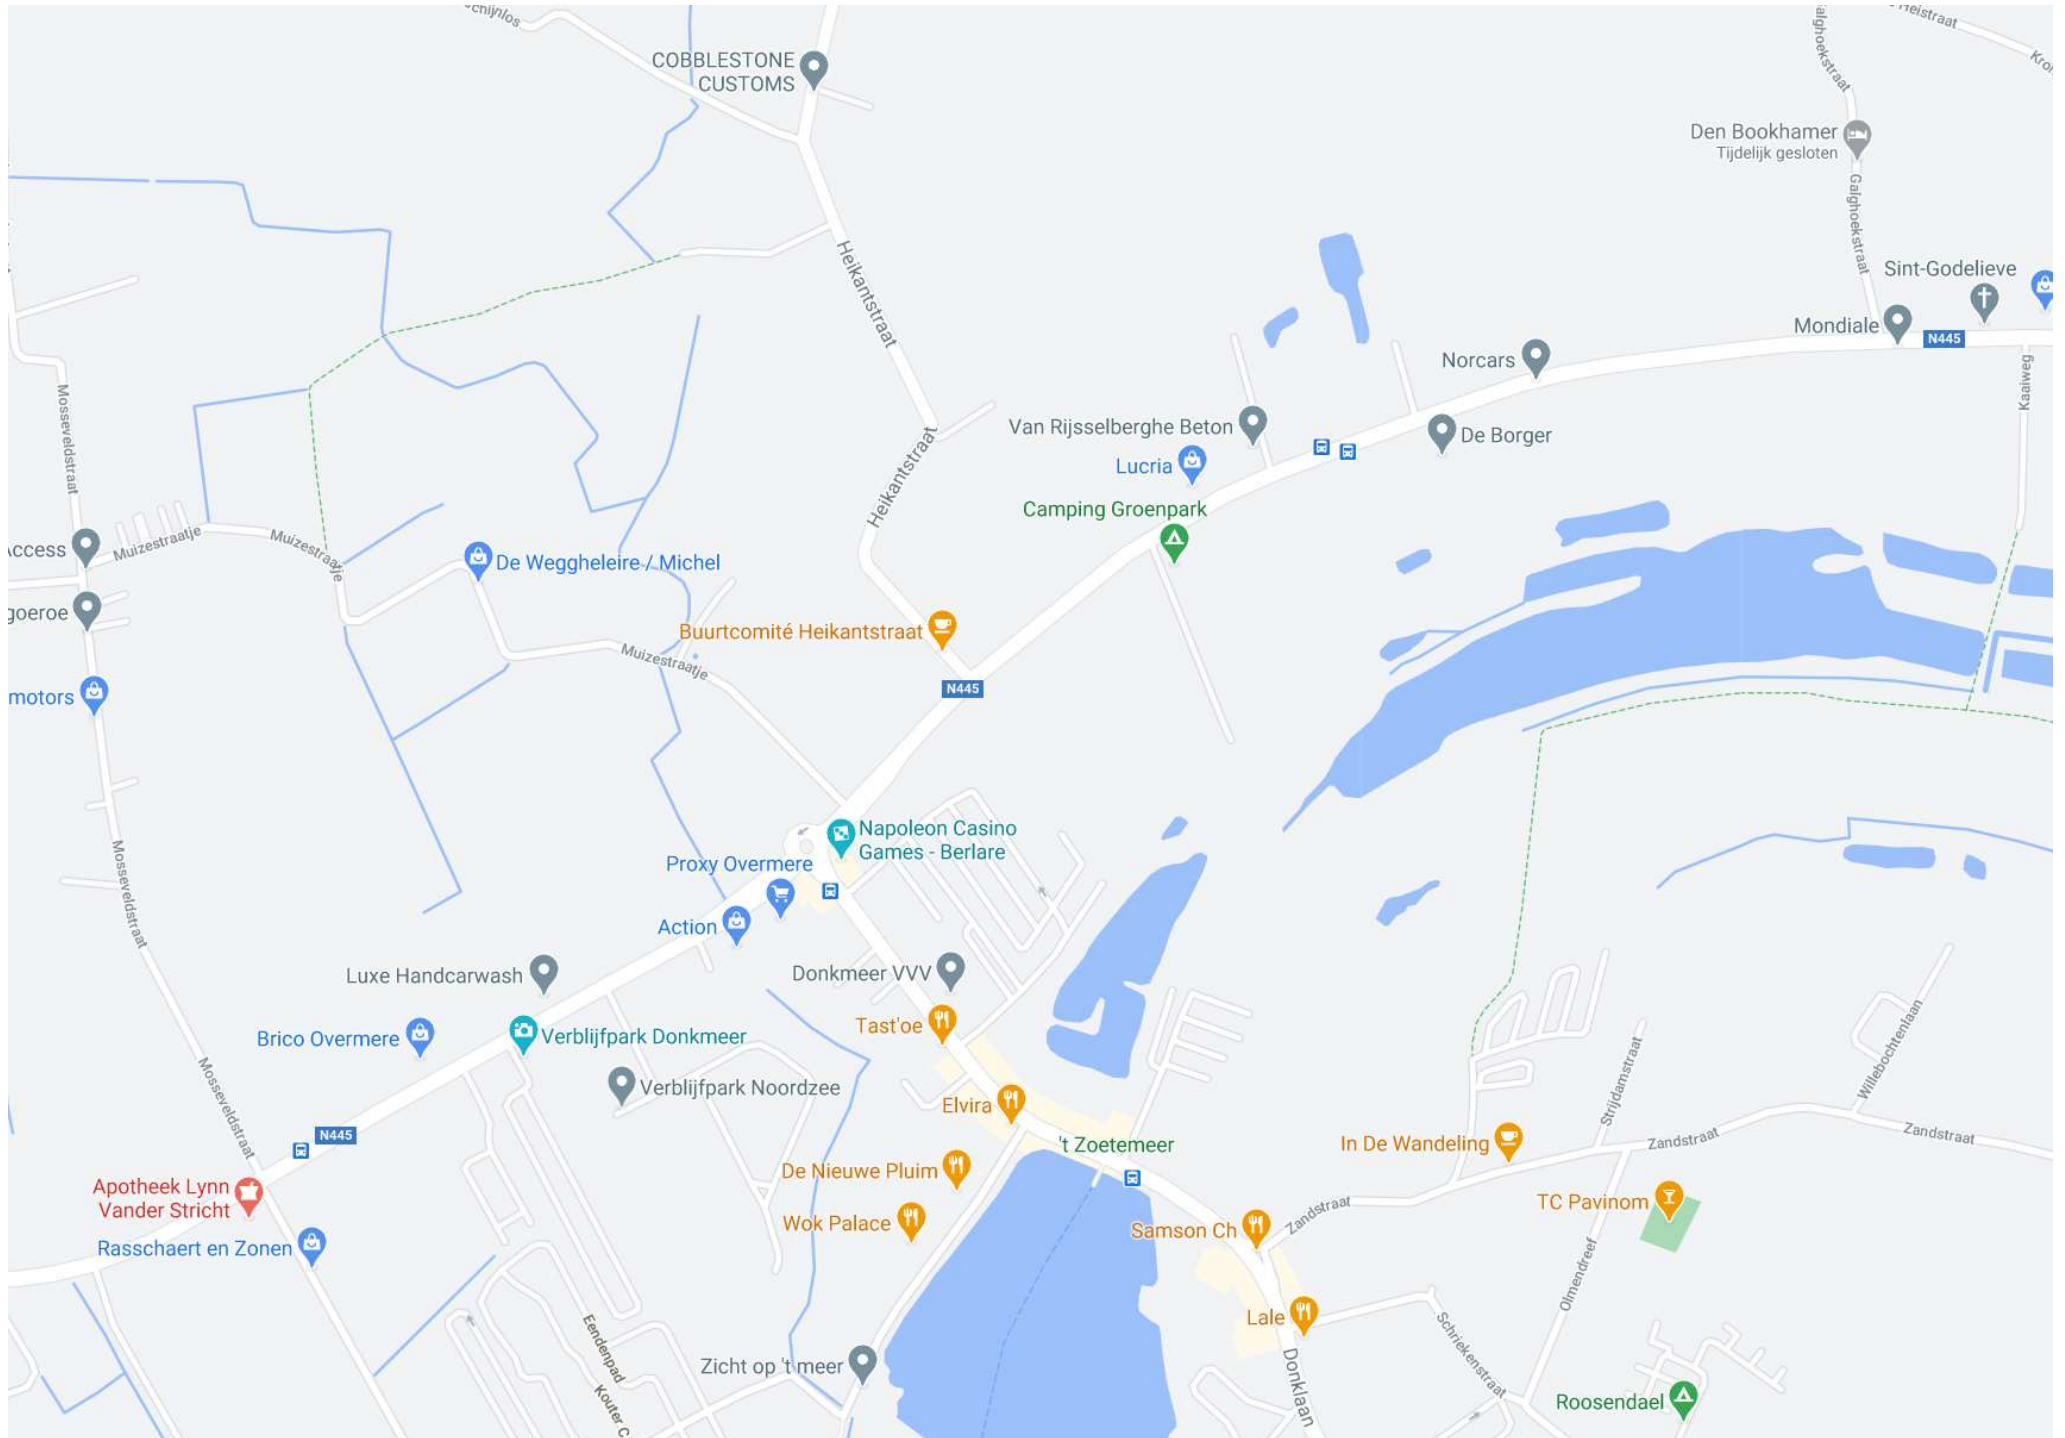 COBBLESTONE
CUSTOMS
Den Bookhamer
Tijdelijk gesloten
Galghoekstraat
Sint-Godelieve
Mondiale
N445
Kaaiweg
Norcars
Heikantstraat
Van Rijsselberghe Beton
De Borger
Lucria
Camping Groenpark
Heikantstraat
Mosseveldstraat
Muizestraatje
Muizestraatje
De Weggheleire / Michel
Buurtcomité Heikantstraat
Muizestraatje
N445
motors
Napoleon Casino
Games - Berlare
Proxy Overmere
Action
Mosseveldstraat
Luxe Handcarwash
Donkmeer VVV
Brico Overmere
Verblijfpark Donkmeer
Tast'oe
Verblijfpark Noordzee
Mosseveldstraat
Elvira
N445
't Zoetemeer
In De Wandeling
Strijdamstraat
Willebochtenlaan
Zandstraat
Zandstraat
De Nieuwe Pluim
Apotheek Lynn
Vander Stricht
Wok Palace
Samson Ch
Zandstraat
TC Pavinom
Rasschaert en Zonen
Olmendreef
Lale
Eendenpad
Schriekenstraat
Zicht op 't meer
Kouter C
Donklaan
Roosendael